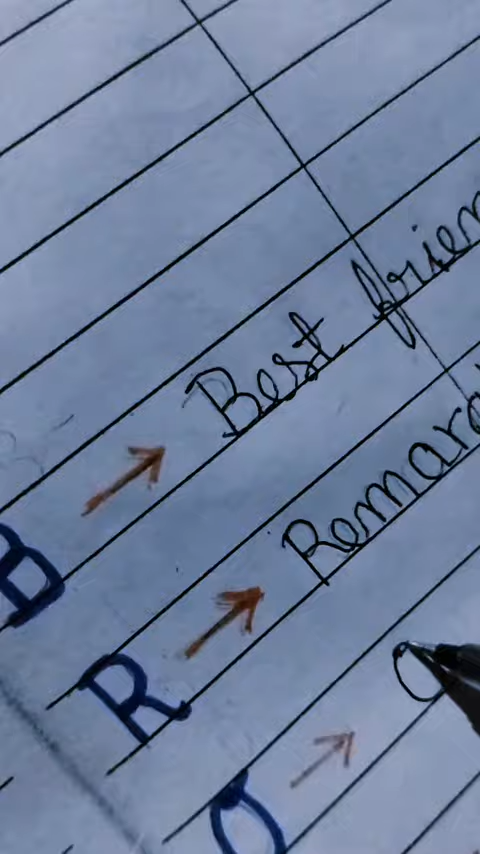 B → Best frien
R → Remar
O →